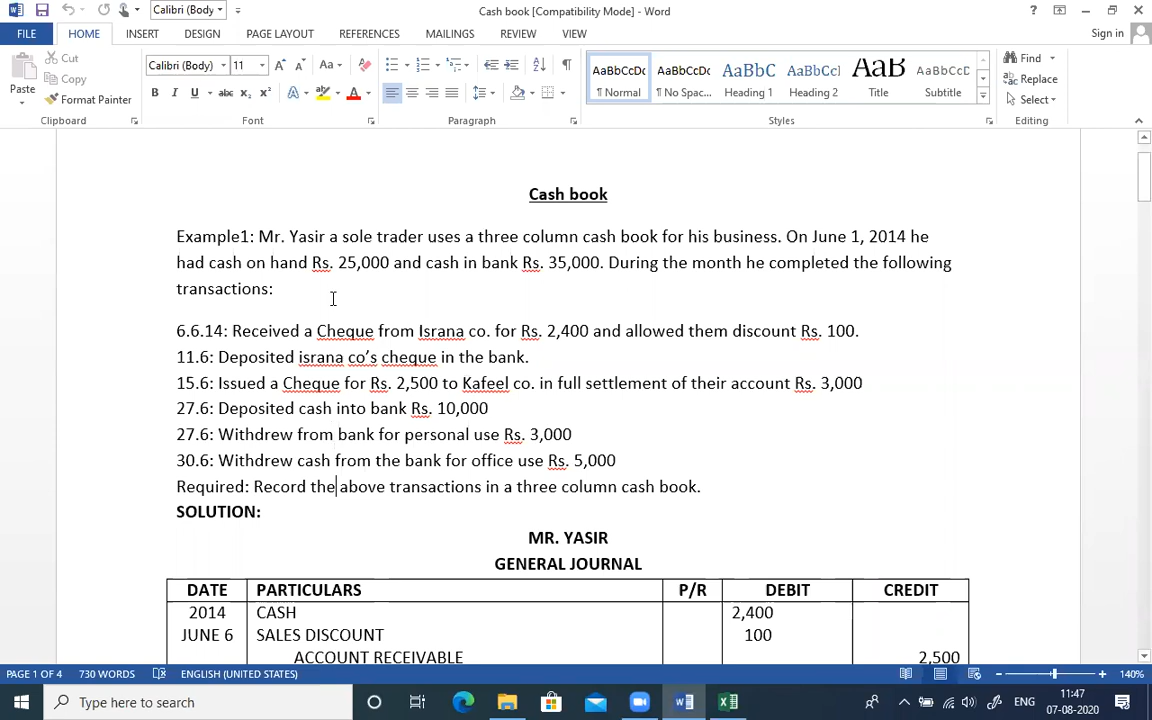 Calibri (Body
Cash book [Compatibility Mode] - Word
?
FILE HOME INSERT DESIGN PAGE LAYOUT REFERENCES MAILINGS REVIEW VIEW Sign in
Paste
Cut
Copy
Format Painter
Clipboard
Calibri (Body) 11
B I U abc x₂ x²
Font
Paragraph
AaBbCcDc AaBbCcDc AaBbC AaBbCcI AaB AaBbCcD
¶ Normal ¶ No Spac... Heading 1 Heading 2 Title Subtitle
Styles
Find
Replace
Select
Editing
Cash book
Example1: Mr. Yasir a sole trader uses a three column cash book for his business. On June 1, 2014 he
had cash on hand Rs. 25,000 and cash in bank Rs. 35,000. During the month he completed the following
transactions:
6.6.14: Received a Cheque from Israna co. for Rs. 2,400 and allowed them discount Rs. 100.
11.6: Deposited israna co’s cheque in the bank.
15.6: Issued a Cheque for Rs. 2,500 to Kafeel co. in full settlement of their account Rs. 3,000
27.6: Deposited cash into bank Rs. 10,000
27.6: Withdrew from bank for personal use Rs. 3,000
30.6: Withdrew cash from the bank for office use Rs. 5,000
Required: Record the above transactions in a three column cash book.
SOLUTION:
MR. YASIR
GENERAL JOURNAL
DATE PARTICULARS P/R DEBIT CREDIT
2014 CASH 2,400
JUNE 6 SALES DISCOUNT 100
ACCOUNT RECEIVABLE 2,500
PAGE 1 OF 4 730 WORDS ENGLISH (UNITED STATES) 140%
Type here to search
ENG
11:47
07-08-2020